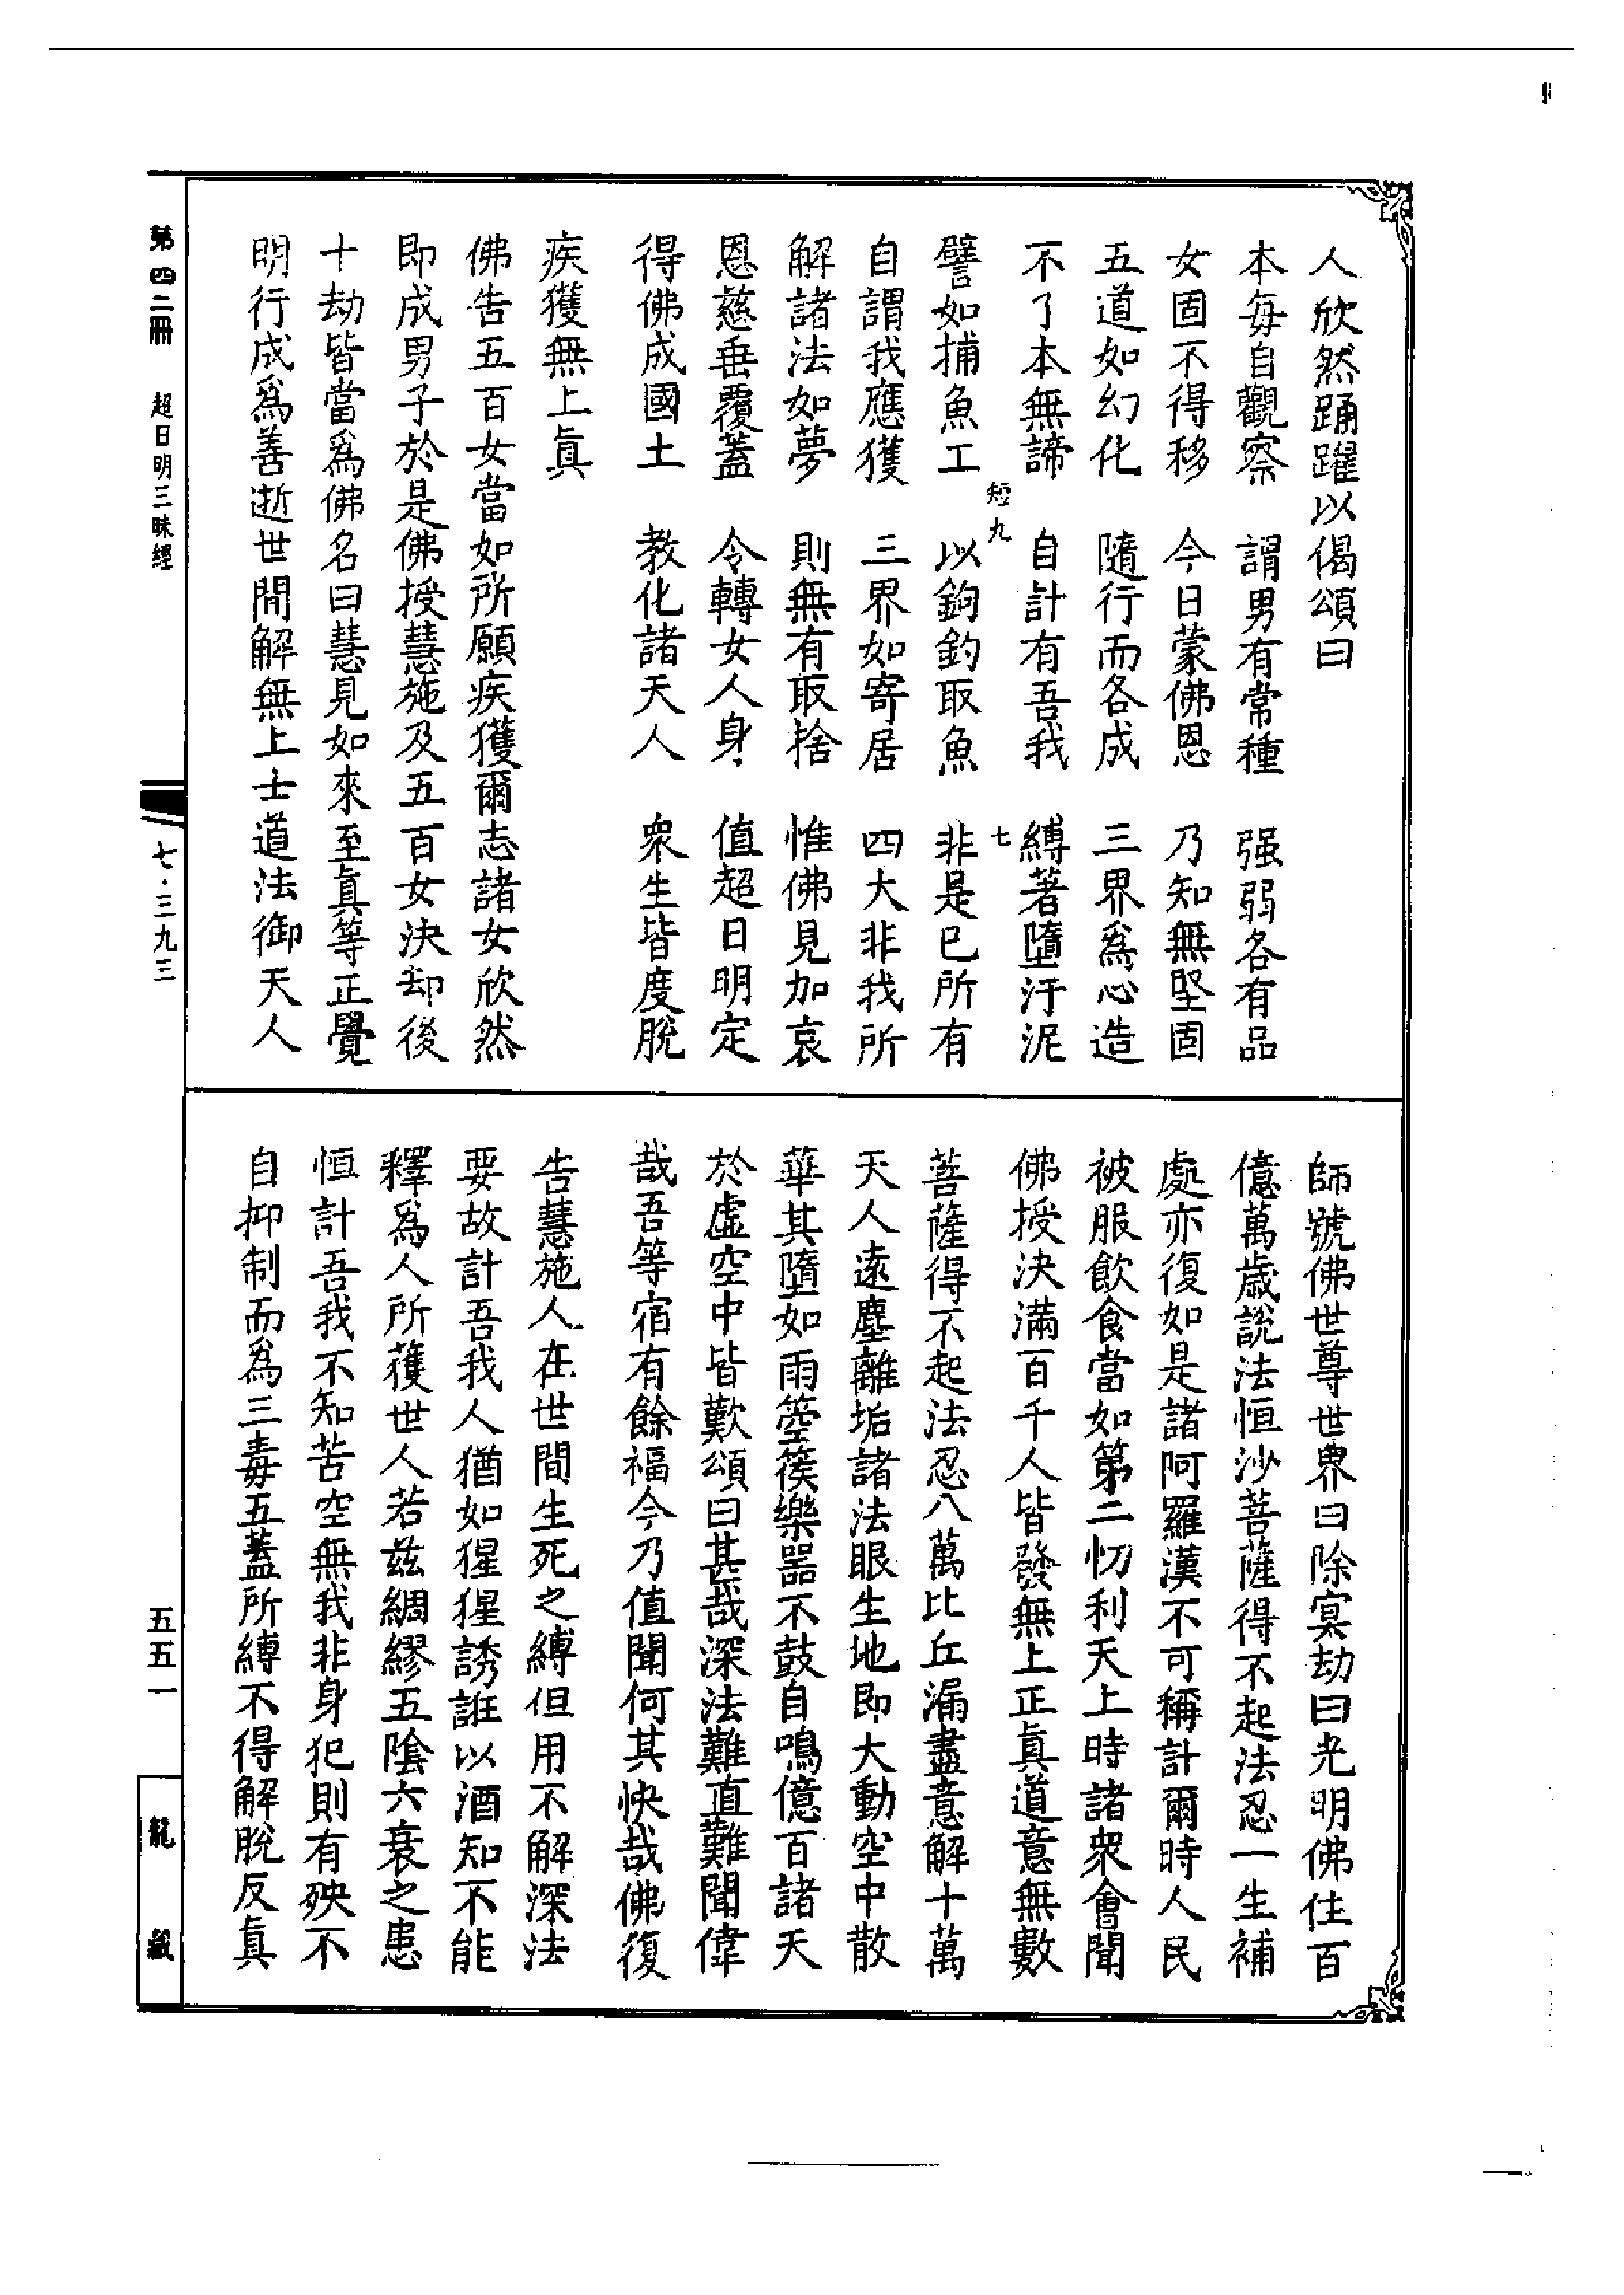 人欣然踊躍以偈頌曰
本每自觀察　謂男有常種　强弱各有品
女固不得移　今日蒙佛恩　乃知無堅固
五道如幻化　隨行而各成　三界爲心造
不了本無諦　自計有吾我　縛著墮汙泥
短九　七
譬如捕魚工　以鉤釣取魚　非是已所有
自謂我應獲　三界如寄居　四大非我所
解諸法如夢　則無有取捨　惟佛見加哀
恩慈垂覆蓋　令轉女人身　值超日明定
得佛成國土　教化諸天人　衆生皆度脫
疾獲無上眞
佛告五百女當如所願疾獲爾志諸女欣然
即成男子於是佛授慧施及五百女決却後
十劫皆當爲佛名曰慧見如來至眞等正覺
明行成爲善逝世間解無上士道法御天人
師號佛世尊世界曰除冥劫曰光明佛住百
億萬歲說法恒沙菩薩得不起法忍一生補
處亦復如是諸阿羅漢不可稱計爾時人民
被服飲食當如第二忉利天上時諸衆會聞
佛授決滿百千人皆發無上正眞道意無數
菩薩得不起法忍八萬比丘漏盡意解十萬
天人遠塵離垢諸法眼生地即大動空中散
華其墮如雨箜篌樂器不鼓自鳴億百諸天
於虛空中皆歎頌曰甚哉深法難直難聞偉
哉吾等宿有餘福今乃值聞何其快哉佛復
告慧施人在世間生死之縛但用不解深法
要故計吾我人猶如猩猩誘誑以酒知不能
釋爲人所獲世人若茲綢繆五陰六衰之患
恒計吾我不知苦空無我非身犯則有殃不
自抑制而爲三毒五蓋所縛不得解脫反眞
第四二冊　超日明三昧經
七·三九三
五五一
龍藏